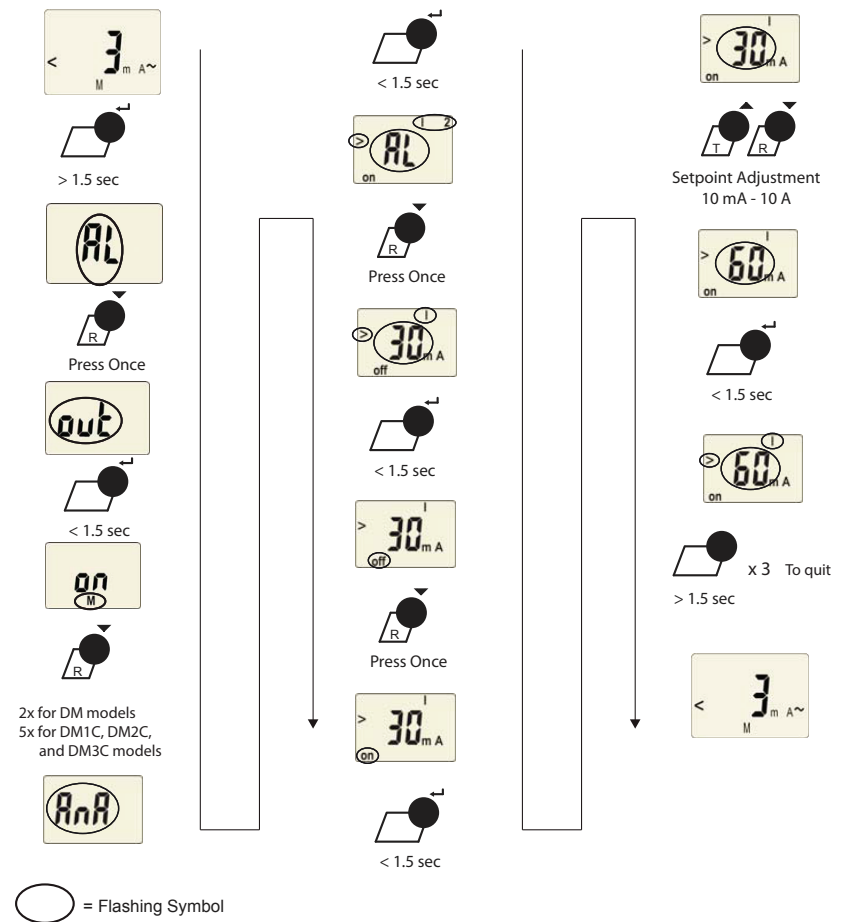 < 3 m A~
M
> 1.5 sec
AL
R
Press Once
out
< 1.5 sec
on
M
R
2x for DM models
5x for DM1C, DM2C,
and DM3C models
AnA
< 1.5 sec
I 2
> AL
on
R
Press Once
I
> 30 m A
off
< 1.5 sec
I
> 30 m A
off
R
Press Once
I
> 30 m A
on
< 1.5 sec
I
> 30 m A
on
T R
Setpoint Adjustment
10 mA - 10 A
I
> 60 m A
on
< 1.5 sec
I
> 60 m A
on
x 3 To quit
> 1.5 sec
< 3 m A~
M
= Flashing Symbol